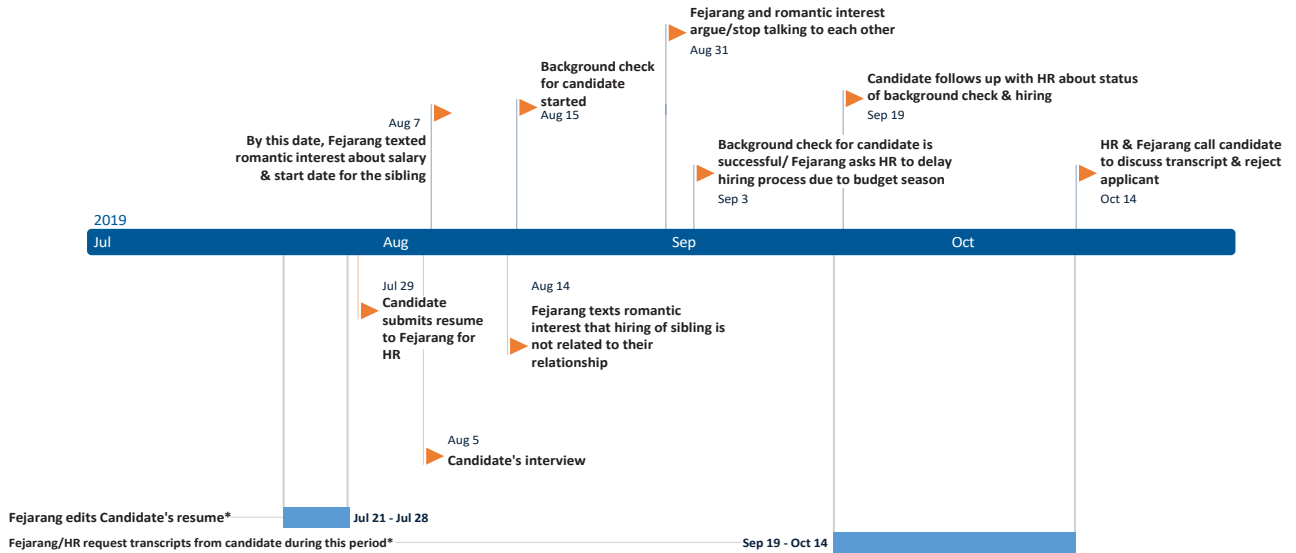 Fejarang and romantic interest
argue/stop talking to each other
Aug 31
Background check
for candidate
started
Aug 15
Candidate follows up with HR about status
of background check & hiring
Sep 19
Aug 7
By this date, Fejarang texted
romantic interest about salary
& start date for the sibling
Background check for candidate is
successful/ Fejarang asks HR to delay
hiring process due to budget season
Sep 3
HR & Fejarang call candidate
to discuss transcript & reject
applicant
Oct 14
2019
Jul Aug Sep Oct
Jul 29
Candidate
submits resume
to Fejarang for
HR
Aug 14
Fejarang texts romantic
interest that hiring of sibling is
not related to their
relationship
Aug 5
Candidate's interview
Fejarang edits Candidate's resume* Jul 21 - Jul 28
Fejarang/HR request transcripts from candidate during this period* Sep 19 - Oct 14